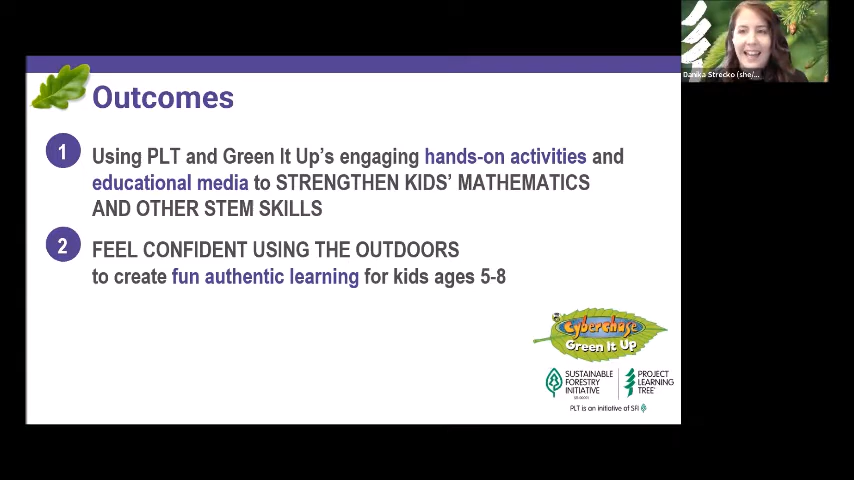 Danika Strecko (she/...
Outcomes
1
Using PLT and Green It Up's engaging hands-on activities and
educational media to STRENGTHEN KIDS' MATHEMATICS
AND OTHER STEM SKILLS
2
FEEL CONFIDENT USING THE OUTDOORS
to create fun authentic learning for kids ages 5-8
Cyberchase
Green It Up
SUSTAINABLE
FORESTRY
INITIATIVE
PROJECT
LEARNING
TREE
PLT is an initiative of SFI